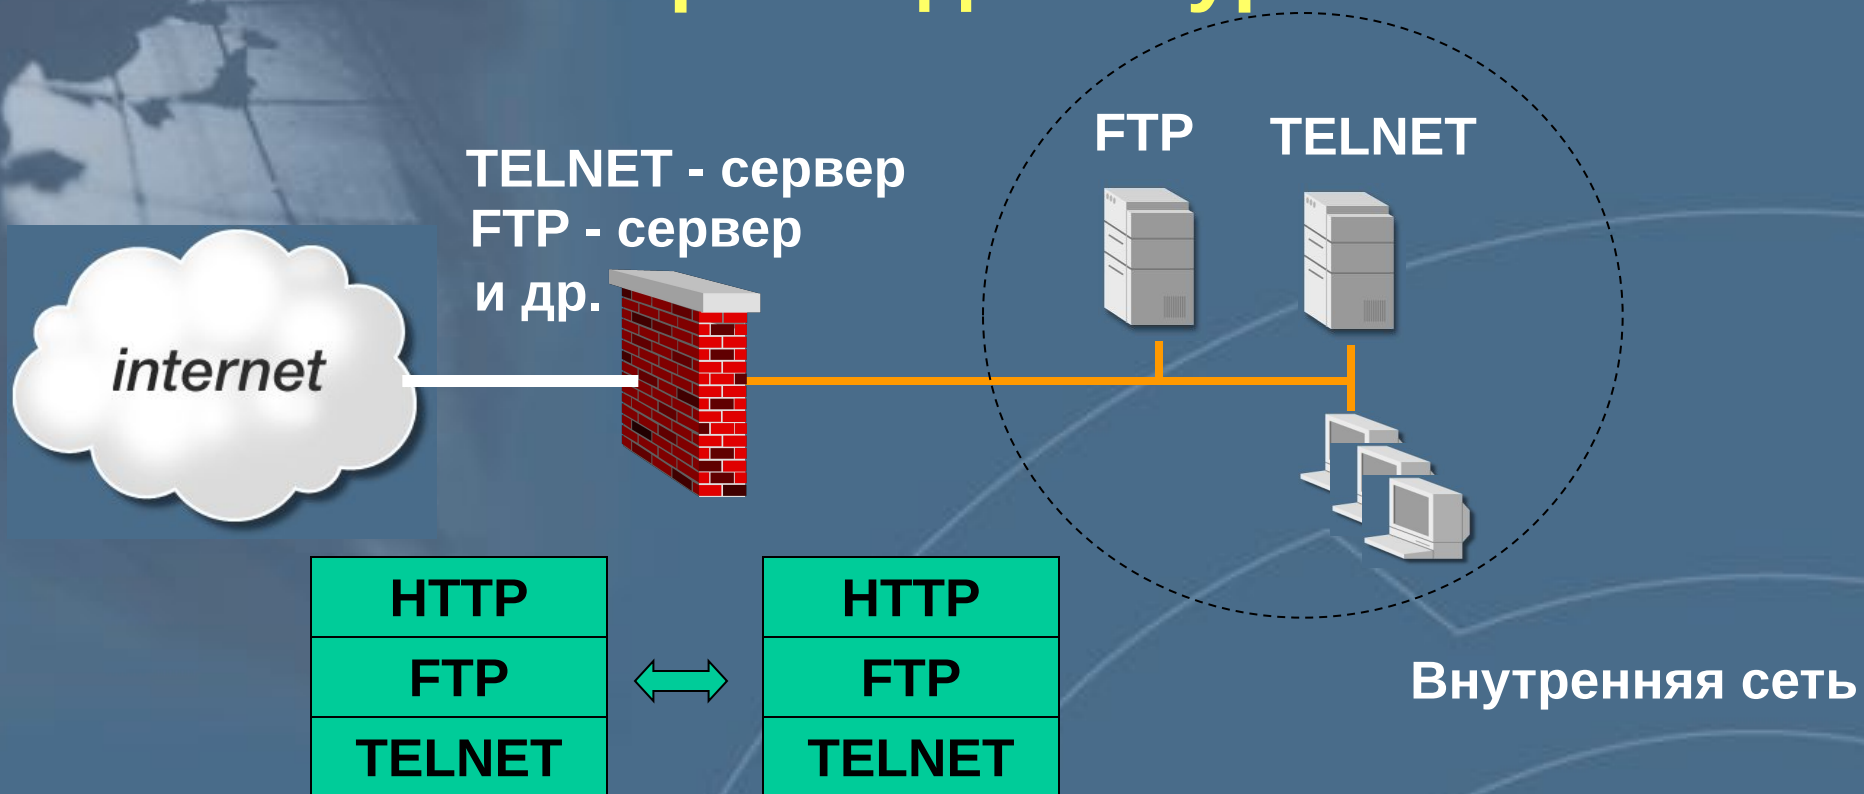 FTP TELNET
TELNET - сервер
FTP - сервер
и др.
internet
HTTP HTTP
FTP FTP
TELNET TELNET
Внутренняя сеть